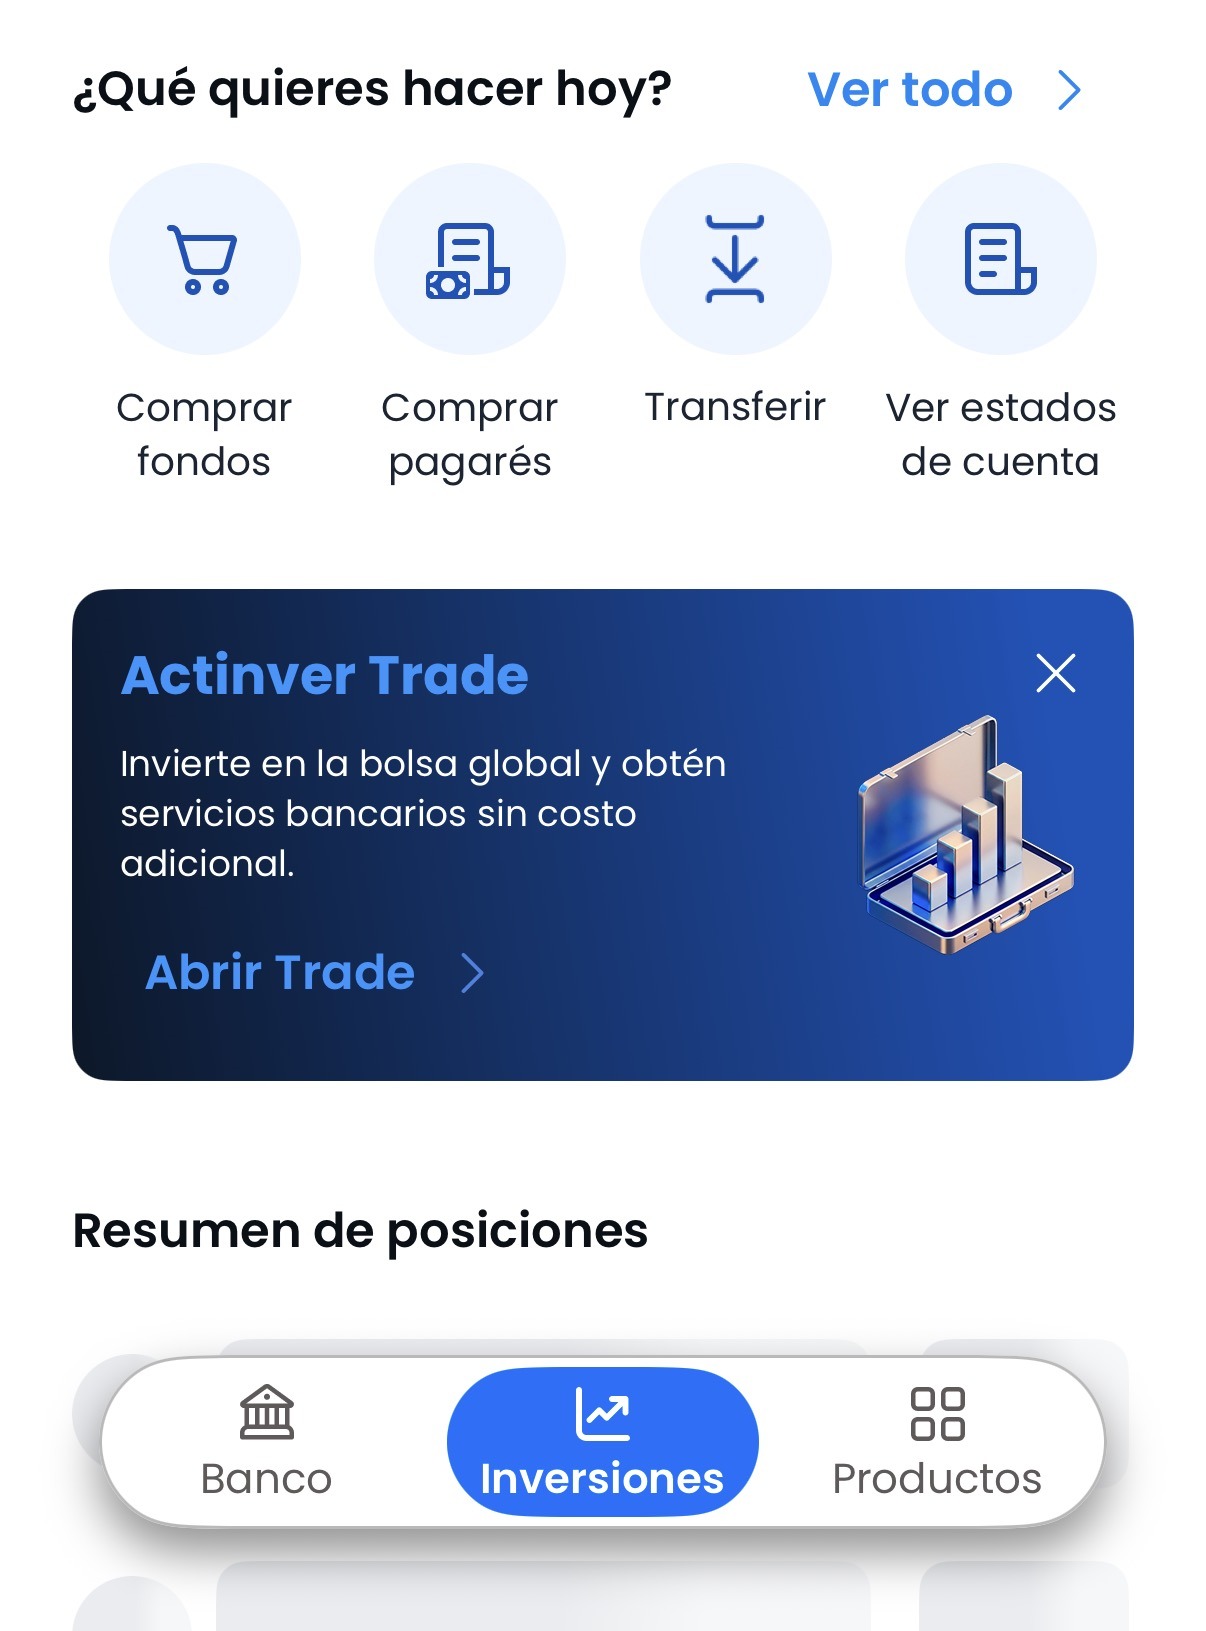 ¿Qué quieres hacer hoy?
Ver todo
Comprar
fondos
Comprar
pagarés
Transferir
Ver estados
de cuenta
Actinver Trade
Invierte en la bolsa global y obtén
servicios bancarios sin costo
adicional.
Abrir Trade
Resumen de posiciones
Banco
Inversiones
Productos